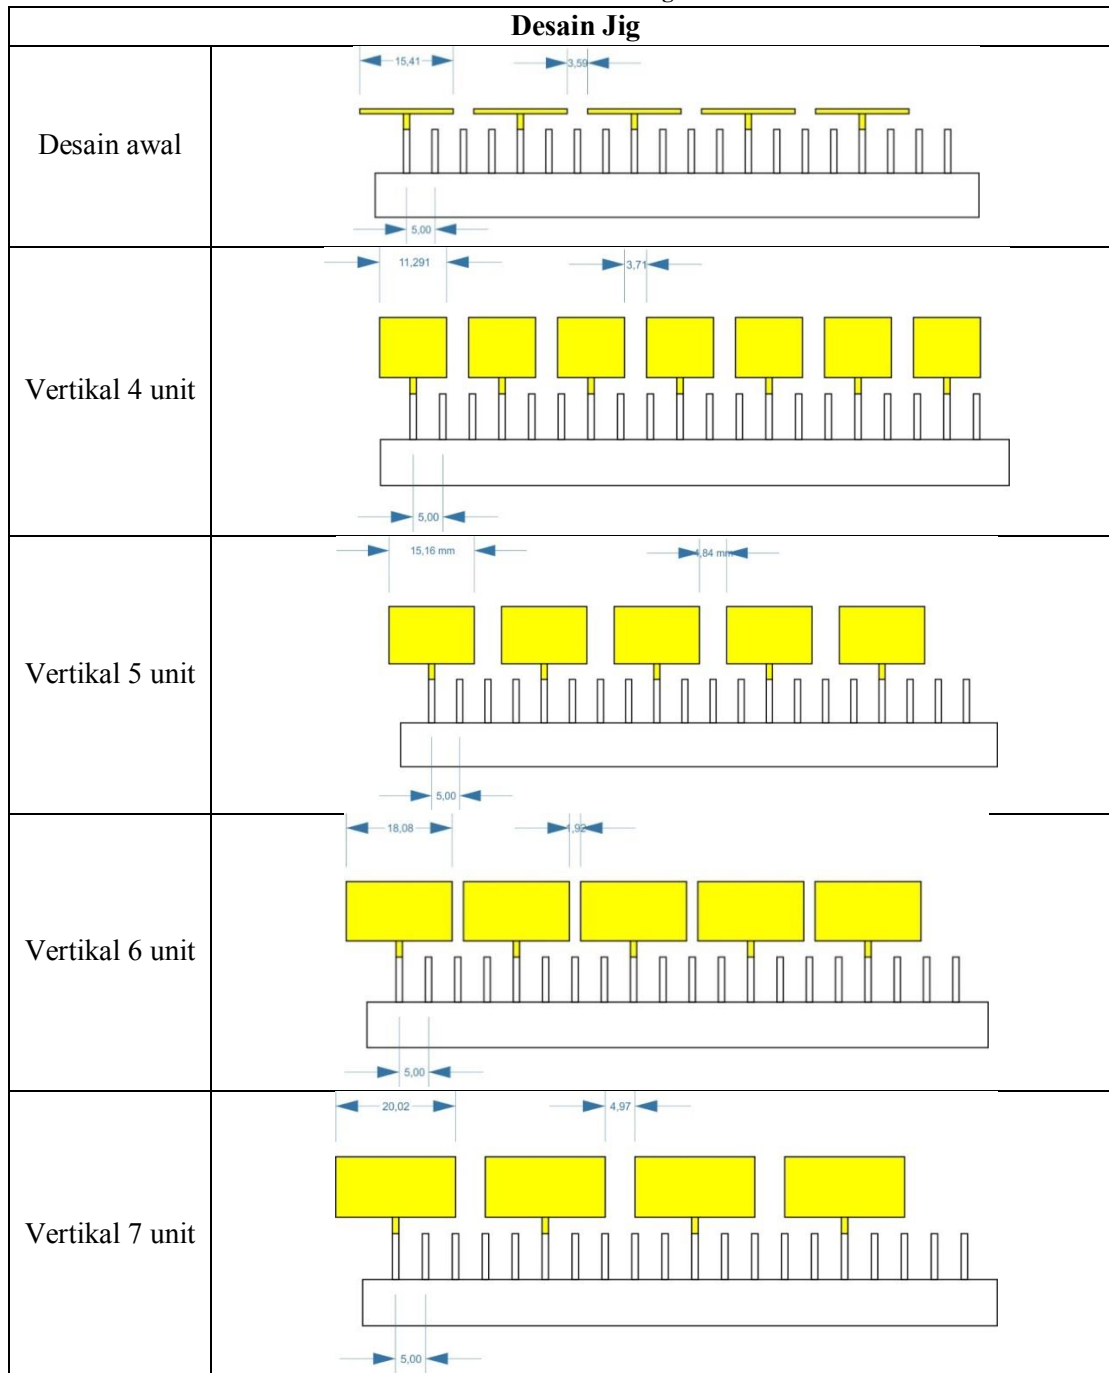 Desain Jig
Desain awal
15,41
3,59
5,00
Vertikal 4 unit
11,291
3,71
5,00
Vertikal 5 unit
15,16 mm
5,00
Vertikal 6 unit
18,08
1,92
5,00
Vertikal 7 unit
20,02
4,97
5,00